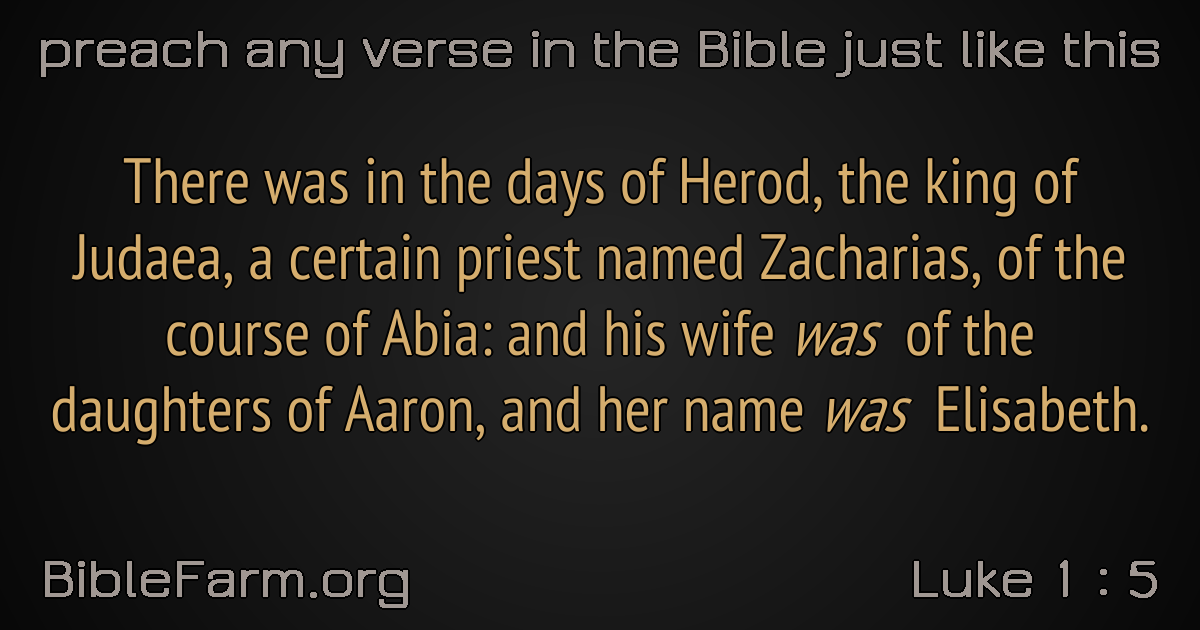 preach any verse in the Bible just like this
There was in the days of Herod, the king of
Judaea, a certain priest named Zacharias, of the
course of Abia: and his wife was of the
daughters of Aaron, and her name was Elisabeth.
BibleFarm.org
Luke 1 : 5